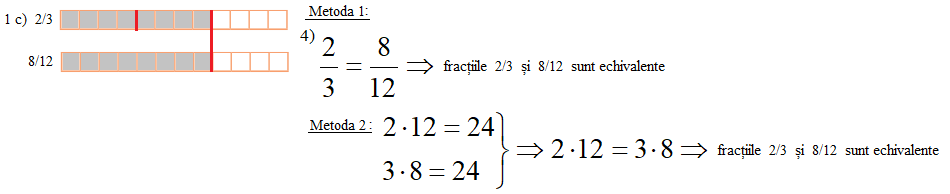 1 c) 2/3
8/12
Metoda 1:
4) 2/3 = 8/12 ⟹ fracțiile 2/3 și 8/12 sunt echivalente
Metoda 2 : 2·12 = 24
3·8 = 24 } ⟹ 2·12 = 3·8 ⟹ fracțiile 2/3 și 8/12 sunt echivalente